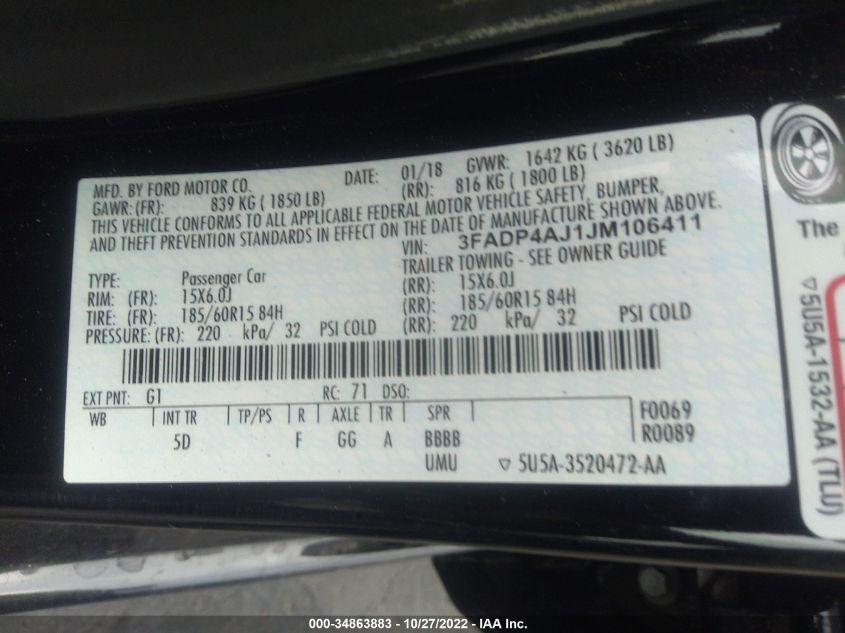 MFD. BY FORD MOTOR CO. DATE: 01/18 GVWR: 1642 KG ( 3620 LB)
GAWR: (FR): 839 KG ( 1850 LB) (RR): 816 KG ( 1800 LB)
THIS VEHICLE CONFORMS TO ALL APPLICABLE FEDERAL MOTOR VEHICLE SAFETY, BUMPER,
AND THEFT PREVENTION STANDARDS IN EFFECT ON THE DATE OF MANUFACTURE SHOWN ABOVE.
VIN: 3FADP4AJ1JM106411
TYPE: Passenger Car TRAILER TOWING - SEE OWNER GUIDE
RIM: (FR): 15X6.0J (RR): 15X6.0J
TIRE: (FR): 185/60R15 84H (RR): 185/60R15 84H
PRESSURE: (FR): 220 kPa/ 32 PSI COLD (RR): 220 kPa/ 32 PSI COLD
EXT PNT: G1 RC: 71 DSO:
WB INT TR TP/PS R AXLE TR SPR F0069
5D F GG A BBBB R0089
UMU ▽ 5U5A-3520472-AA
The
▽5U5A-1532-AA (TLU)
000-34863883 - 10/27/2022 - IAA Inc.